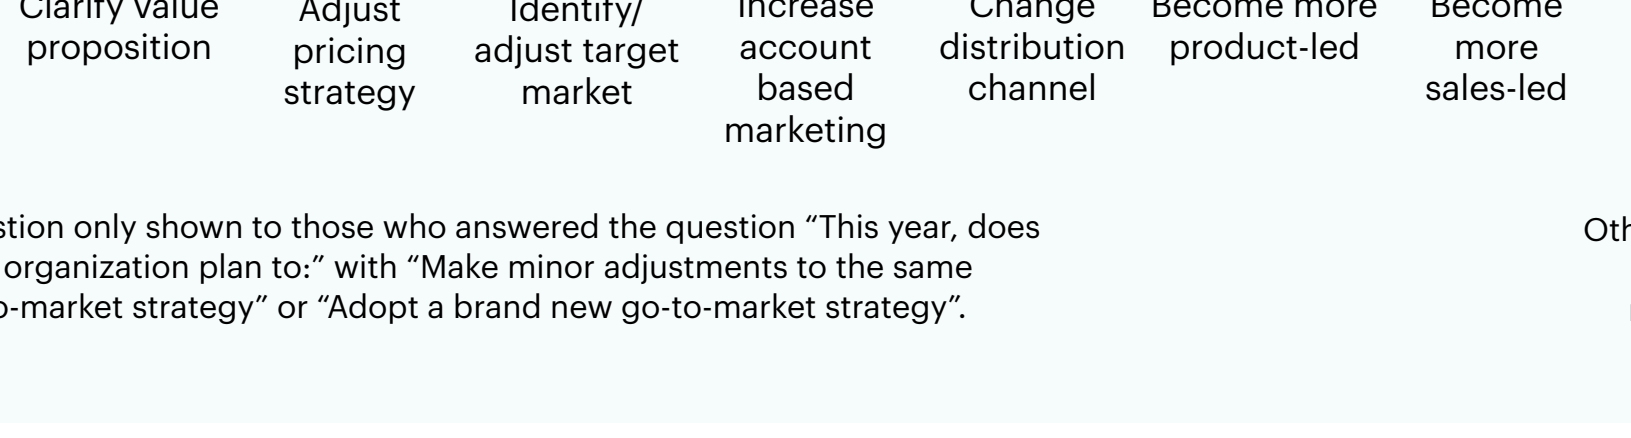 Clarify value
proposition
Adjust
pricing
strategy
Identify/
adjust target
market
Increase
account
based
marketing
Change
distribution
channel
Become more
product-led
Become
more
sales-led
stion only shown to those who answered the question “This year, does
organization plan to:” with “Make minor adjustments to the same
o-market strategy” or “Adopt a brand new go-to-market strategy”.
Oth